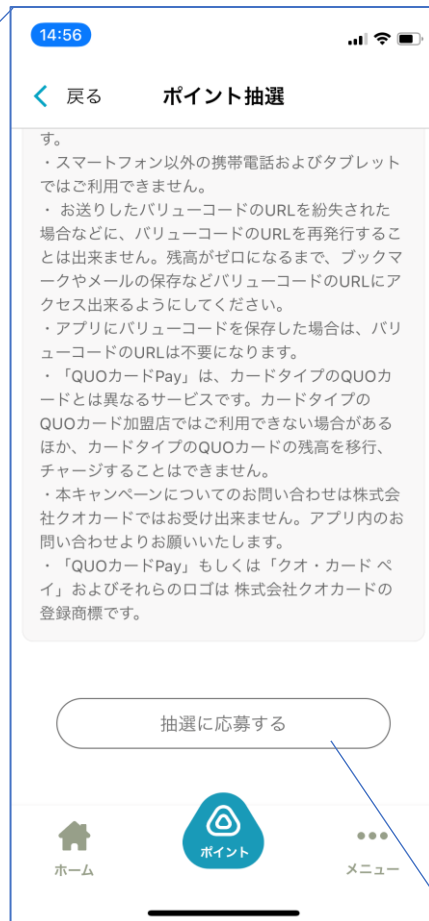 14:56
戻る ポイント抽選
す。
・スマートフォン以外の携帯電話およびタブレット
ではご利用できません。
・ お送りしたバリューコードのURLを紛失された
場合などに、バリューコードのURLを再発行するこ
とは出来ません。残高がゼロになるまで、ブックマ
ークやメールの保存などバリューコードのURLにア
クセス出来るようにしてください。
・アプリにバリューコードを保存した場合は、バリ
ューコードのURLは不要になります。
・「QUOカードPay」は、カードタイプのQUOカ
ードとは異なるサービスです。カードタイプの
QUOカード加盟店ではご利用できない場合がある
ほか、カードタイプのQUOカードの残高を移行、
チャージすることはできません。
・本キャンペーンについてのお問い合わせは株式会
社クオカードではお受け出来ません。アプリ内のお
問い合わせよりお願いいたします。
・「QUOカードPay」もしくは「クオ・カード ペ
イ」およびそれらのロゴは 株式会社クオカードの
登録商標です。
抽選に応募する
ホーム
ポイント
メニュー